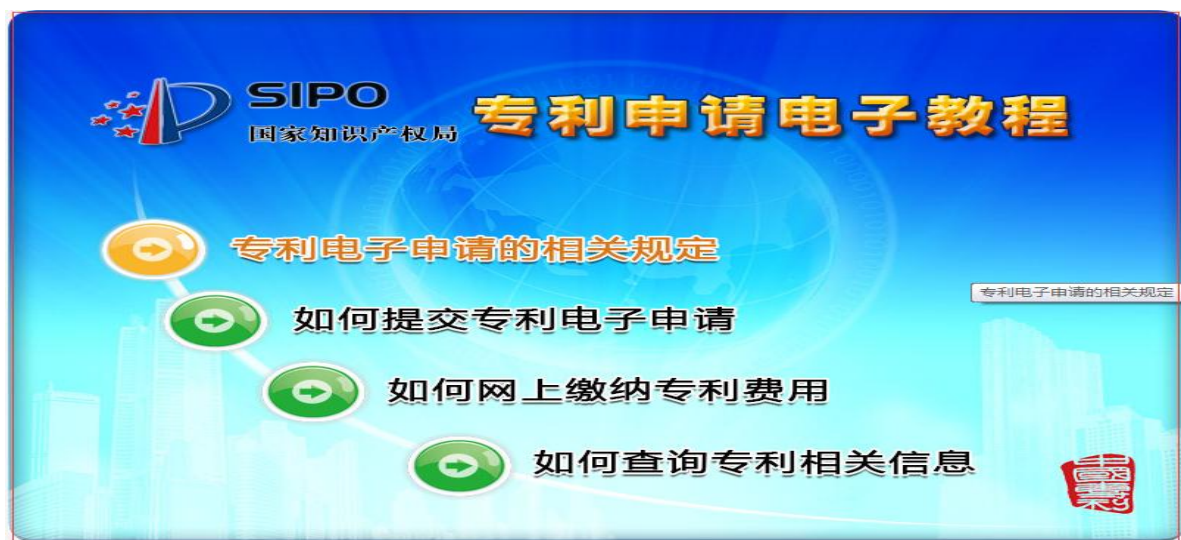 SIPO
国家知识产权局
专利申请电子教程
专利电子申请的相关规定
专利电子申请的相关规定
如何提交专利电子申请
如何网上缴纳专利费用
如何查询专利相关信息